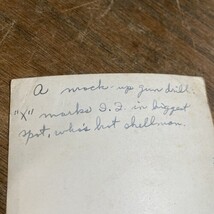 A mock-up gun drill.
"X" marks D.D. in biggest
spot, who's hot shellman.